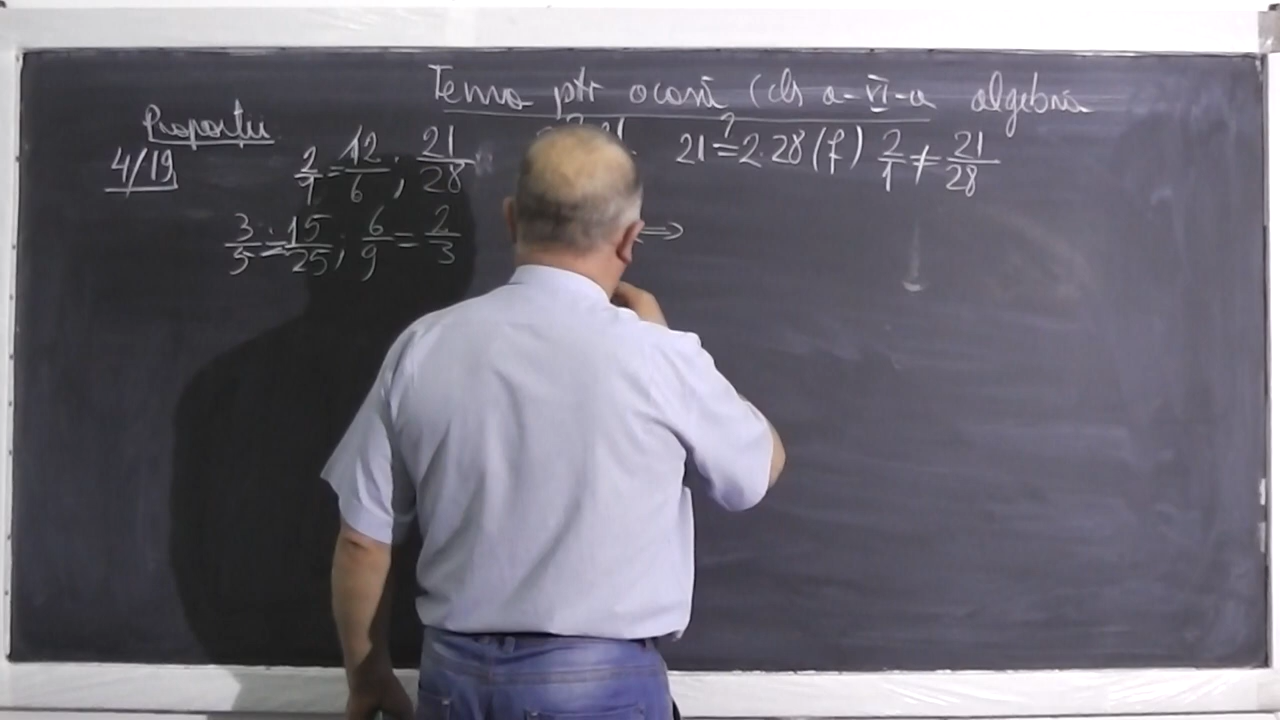 Tema ptr acasă (cls a-VI-a algebră
Proporții
4/19 2/1 = 12/6 ; 21/28 21 ≟ 2·28 (f) 2/1 ≠ 21/28
3/5 = 15/25 ; 6/9 = 2/3 ⇒